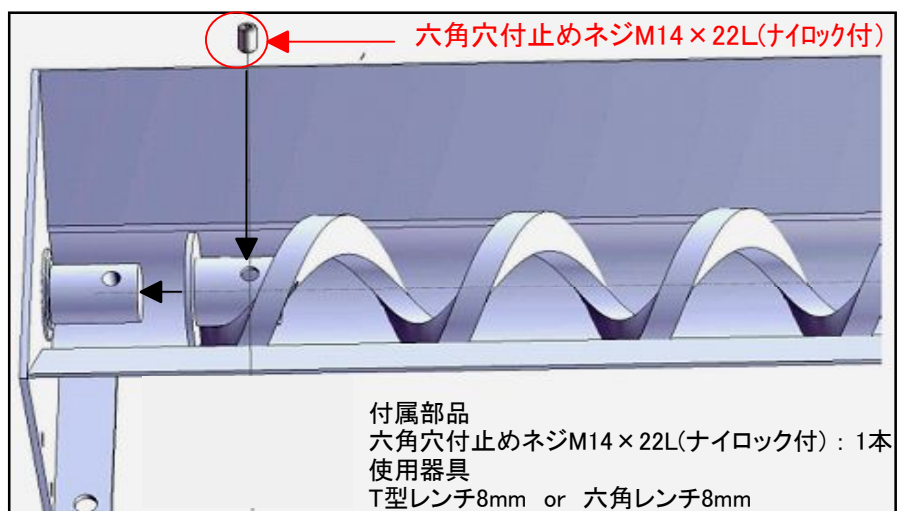 六角穴付止めネジM14×22L(ナイロック付)
付属部品
六角穴付止めネジM14×22L(ナイロック付)：1本
使用器具
T型レンチ8mm or 六角レンチ8mm